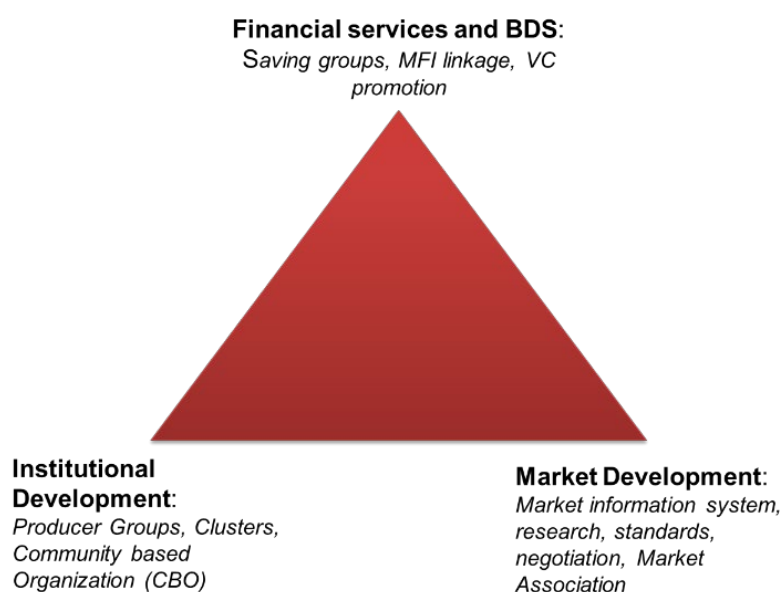 Financial services and BDS:
Saving groups, MFI linkage, VC
promotion
Institutional
Development:
Producer Groups, Clusters,
Community based
Organization (CBO)
Market Development:
Market information system,
research, standards,
negotiation, Market
Association